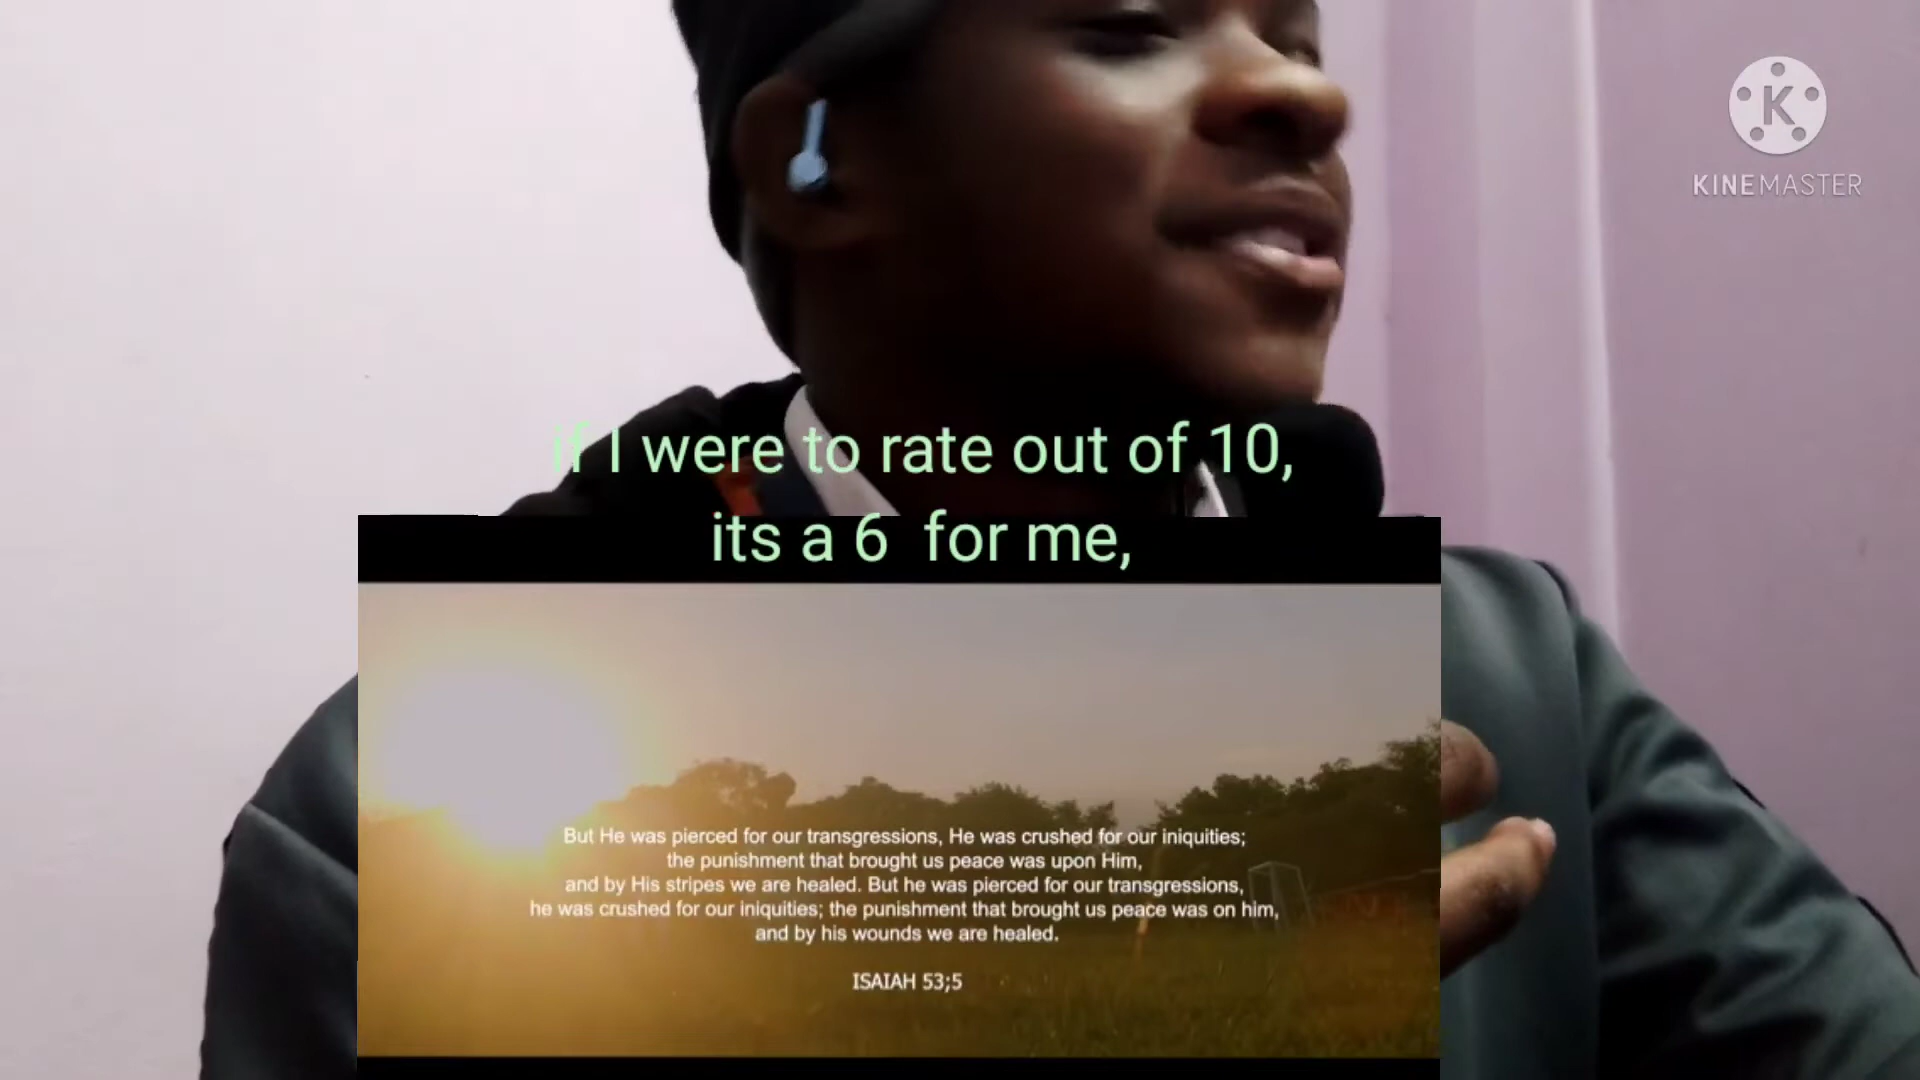 KINEMASTER
if I were to rate out of 10,
its a 6 for me,
But He was pierced for our transgressions, He was crushed for our iniquities;
the punishment that brought us peace was upon Him,
and by His stripes we are healed. But he was pierced for our transgressions,
he was crushed for our iniquities; the punishment that brought us peace was on him,
and by his wounds we are healed.
ISAIAH 53;5